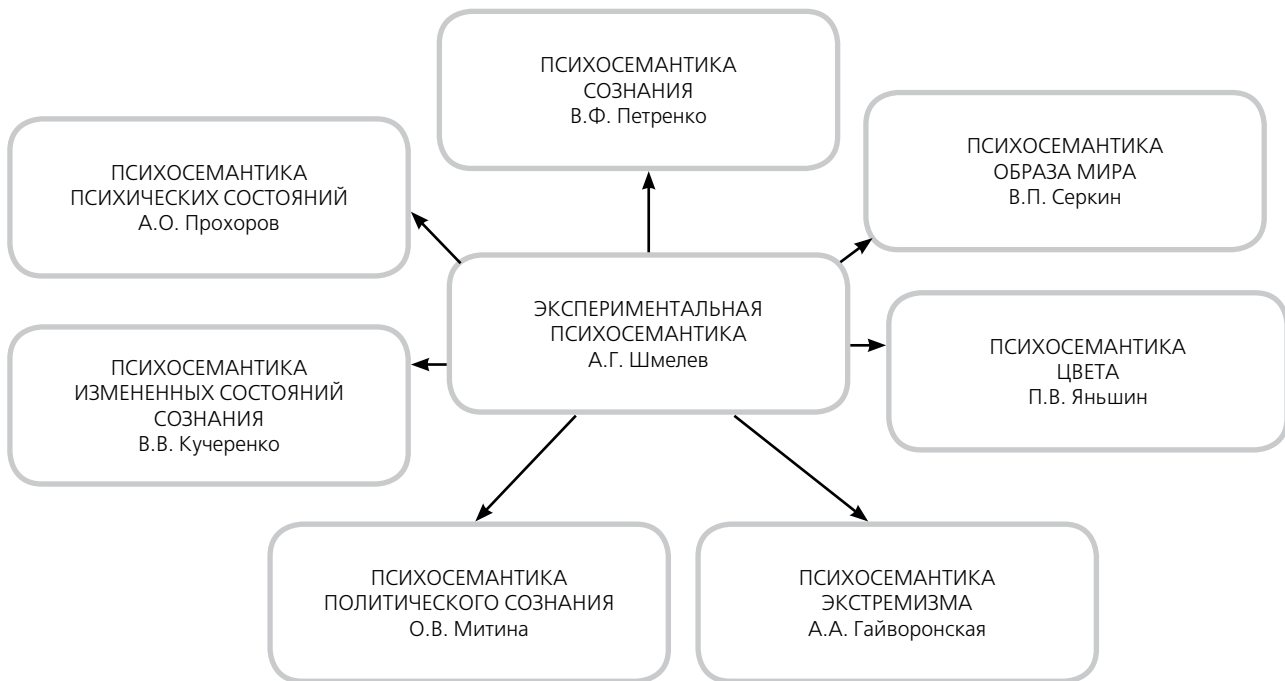 ПСИХОСЕМАНТИКА
СОЗНАНИЯ
В.Ф. Петренко
ПСИХОСЕМАНТИКА
ПСИХИЧЕСКИХ СОСТОЯНИЙ
А.О. Прохоров
ПСИХОСЕМАНТИКА
ОБРАЗА МИРА
В.П. Серкин
ЭКСПЕРИМЕНТАЛЬНАЯ
ПСИХОСЕМАНТИКА
А.Г. Шмелев
ПСИХОСЕМАНТИКА
ИЗМЕНЕННЫХ СОСТОЯНИЙ
СОЗНАНИЯ
В.В. Кучеренко
ПСИХОСЕМАНТИКА
ЦВЕТА
П.В. Яньшин
ПСИХОСЕМАНТИКА
ПОЛИТИЧЕСКОГО СОЗНАНИЯ
О.В. Митина
ПСИХОСЕМАНТИКА
ЭКСТРЕМИЗМА
А.А. Гайворонская